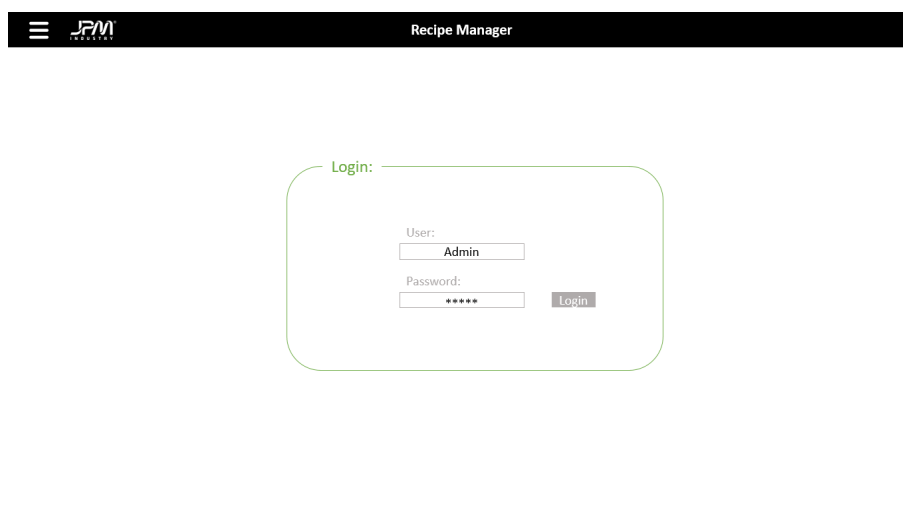 JPM
INDUSTRY
Recipe Manager
Login:
User:
Admin
Password:
*****
Login